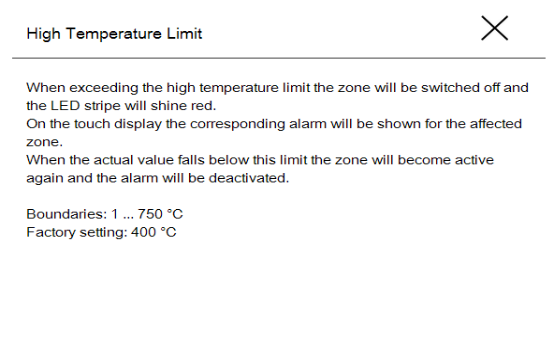 High Temperature Limit
When exceeding the high temperature limit the zone will be switched off and
the LED stripe will shine red.
On the touch display the corresponding alarm will be shown for the affected
zone.
When the actual value falls below this limit the zone will become active
again and the alarm will be deactivated.
Boundaries: 1 ... 750 °C
Factory setting: 400 °C